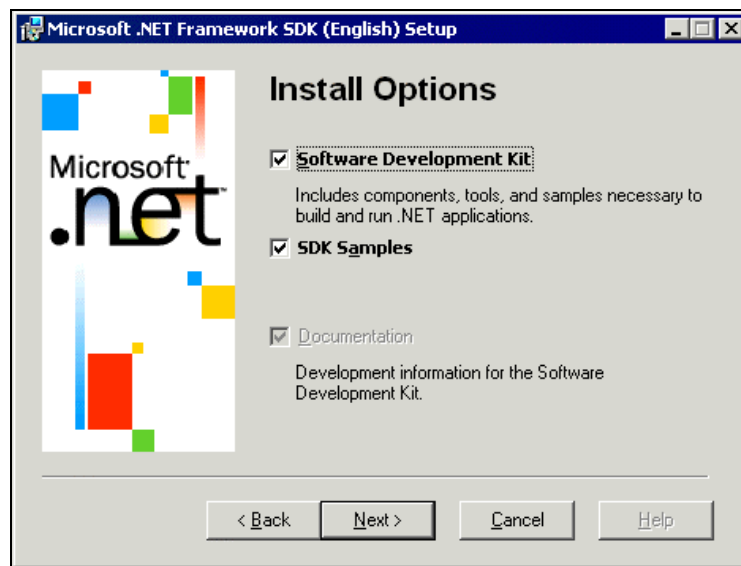 Microsoft .NET Framework SDK (English) Setup
Microsoft
.net™
Install Options
Software Development Kit
Includes components, tools, and samples necessary to
build and run .NET applications.
SDK Samples
Documentation
Development information for the Software
Development Kit.
< Back Next > Cancel Help